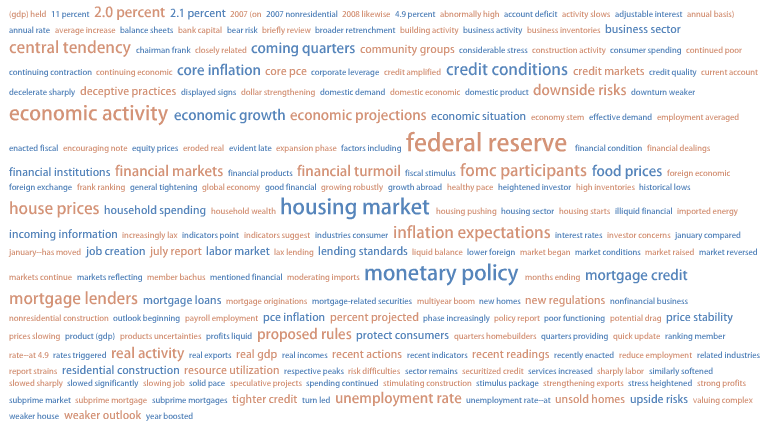 (gdp) held 11 percent 2.0 percent 2.1 percent 2007 (on 2007 nonresidential 2008 likewise 4.9 percent abnormally high account deficit activity slows adjustable interest annual basis)
annual rate average increase balance sheets bank capital bear risk briefly review broader retrenchment building activity business activity business inventories business sector
central tendency chairman frank closely related coming quarters community groups considerable stress construction activity consumer spending continued poor
continuing contraction continuing economic core inflation core pce corporate leverage credit amplified credit conditions credit markets credit quality current account
decelerate sharply deceptive practices displayed signs dollar strengthening domestic demand domestic economic domestic product downside risks downturn weaker
economic activity economic growth economic projections economic situation economy stem effective demand employment averaged
enacted fiscal encouraging note equity prices eroded real evident late expansion phase factors including federal reserve financial condition financial dealings
financial institutions financial markets financial products financial turmoil fiscal stimulus fomc participants food prices foreign economic
foreign exchange frank ranking general tightening global economy good financial growing robustly growth abroad healthy pace heightened investor high inventories historical lows
house prices household spending household wealth housing market housing pushing housing sector housing starts illiquid financial imported energy
incoming information increasingly lax indicators point indicators suggest industries consumer inflation expectations interest rates investor concerns january compared
january--has moved job creation july report labor market lax lending lending standards liquid balance lower foreign market began market conditions market raised market reversed
markets continue markets reflecting member bachus mentioned financial moderating imports monetary policy months ending mortgage credit
mortgage lenders mortgage loans mortgage originations mortgage-related securities multiyear boom new homes new regulations nonfinancial business
nonresidential construction outlook beginning payroll employment pce inflation percent projected phase increasingly policy report poor functioning potential drag price stability
prices slowing product (gdp) products uncertainties profits liquid proposed rules protect consumers quarters homebuilders quarters providing quick update ranking member
rate--at 4.9 rates triggered real activity real exports real gdp real incomes recent actions recent indicators recent readings recently enacted reduce employment related industries
report strains residential construction resource utilization respective peaks risk difficulties sector remains securitized credit services increased sharply labor similarly softened
slowed sharply slowed significantly slowing job solid pace speculative projects spending continued stimulating construction stimulus package strengthening exports stress heightened strong profits
subprime market subprime mortgage subprime mortgages tighter credit turn led unemployment rate unemployment rate--at unsold homes upside risks valuing complex
weaker house weaker outlook year boosted